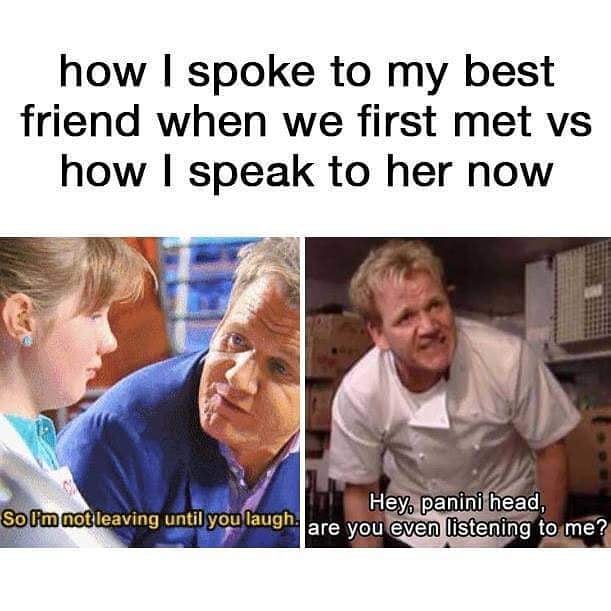 how I spoke to my best
friend when we first met vs
how I speak to her now
So I'm not leaving until you laugh.
Hey, panini head,
are you even listening to me?